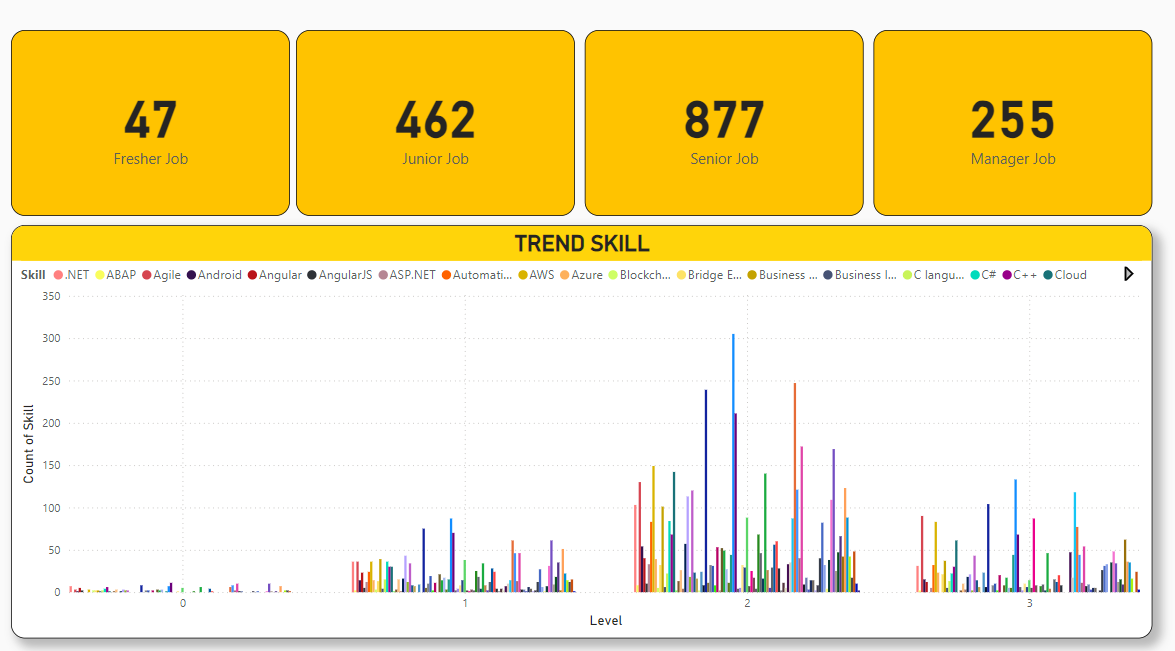 47
Fresher Job
462
Junior Job
877
Senior Job
255
Manager Job
TREND SKILL
Skill .NET ABAP Agile Android Angular AngularJS ASP.NET Automati... AWS Azure Blockch... Bridge E... Business ... Business I... C langu... C# C++ Cloud
350
300
250
200
150
100
50
0
Count of Skill
0 1 2 3
Level